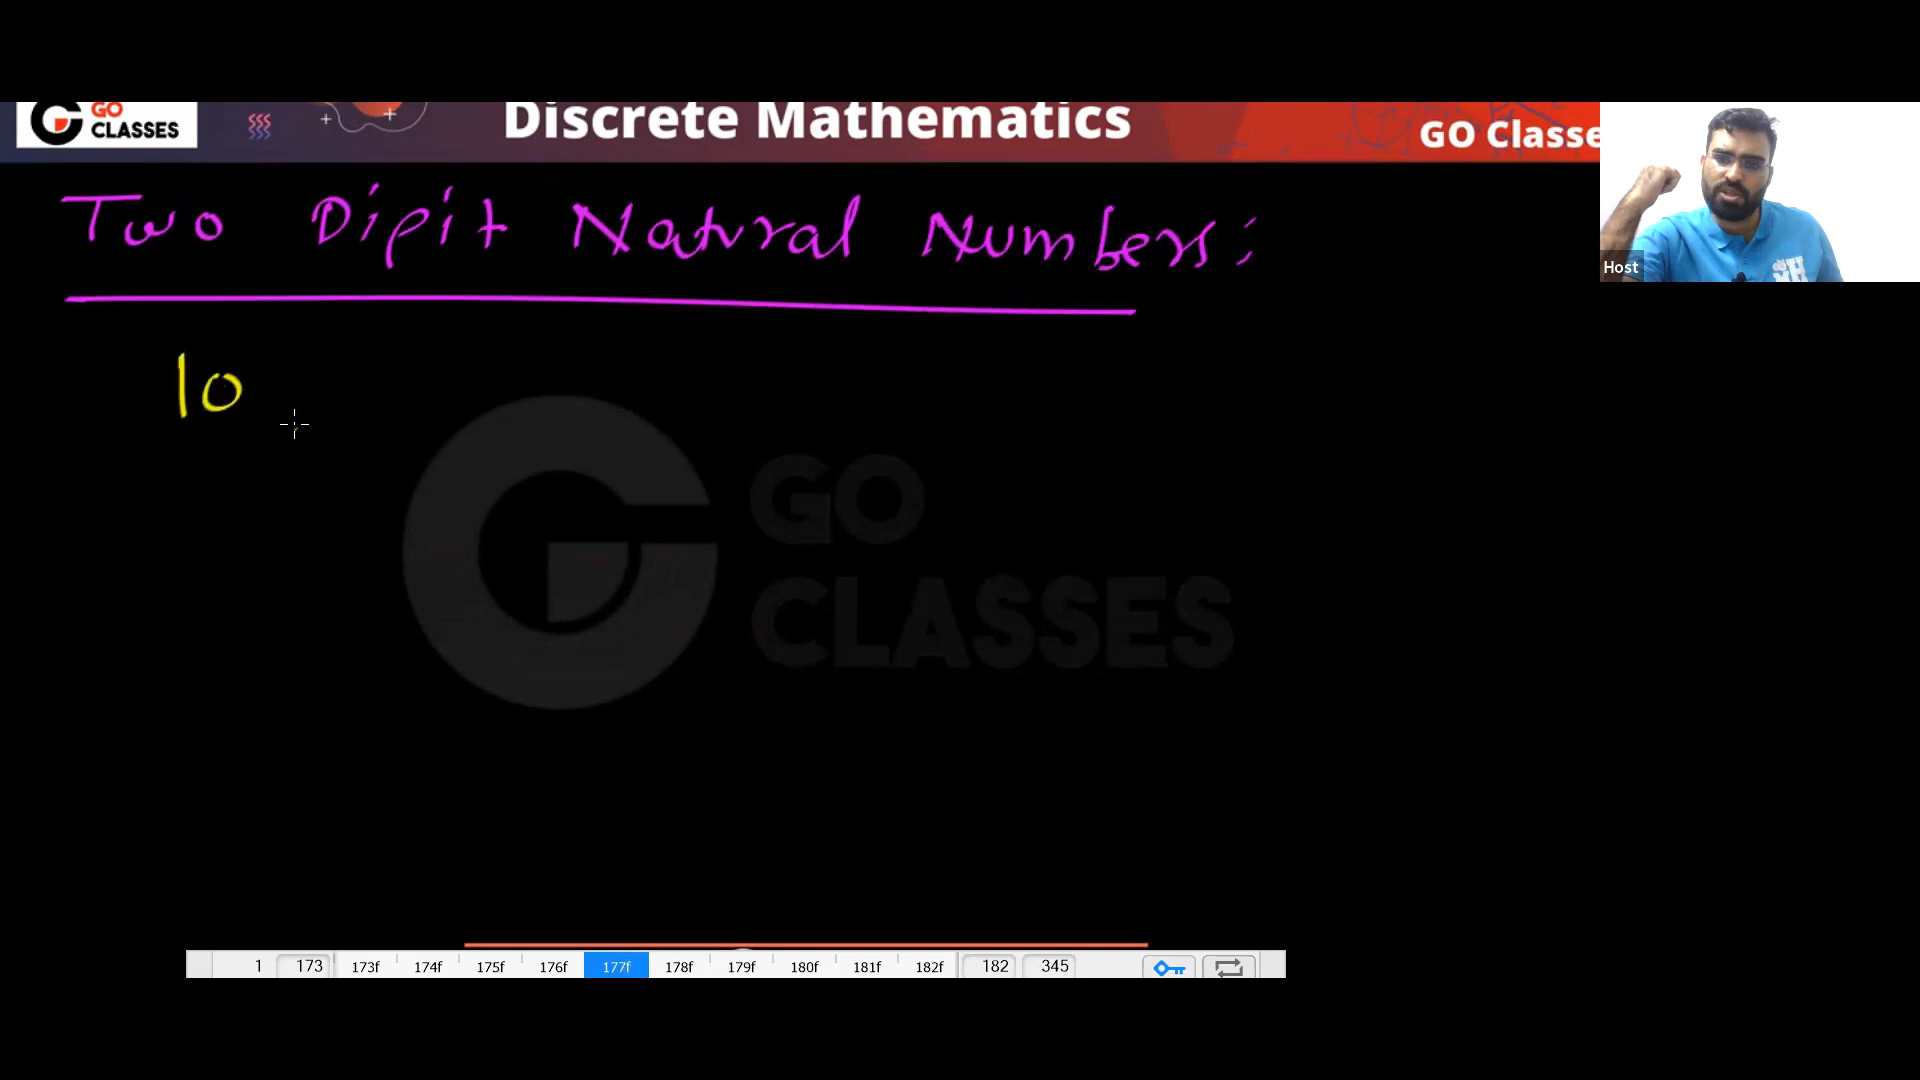 GO
CLASSES
Discrete Mathematics
GO Classe
Two Digit Natural Numbers:
Host
10
GO
CLASSES
1 173 173f 174f 175f 176f 177f 178f 179f 180f 181f 182f 182 345